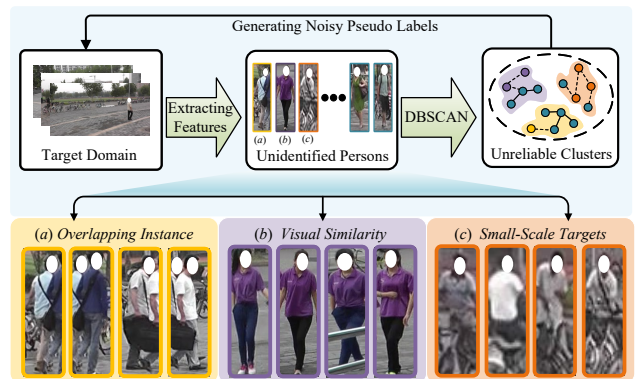 Generating Noisy Pseudo Labels
Extracting
Features
DBSCAN
Target Domain
(a) (b) (c)
Unidentified Persons
Unreliable Clusters
(a) Overlapping Instance
(b) Visual Similarity
(c) Small-Scale Targets